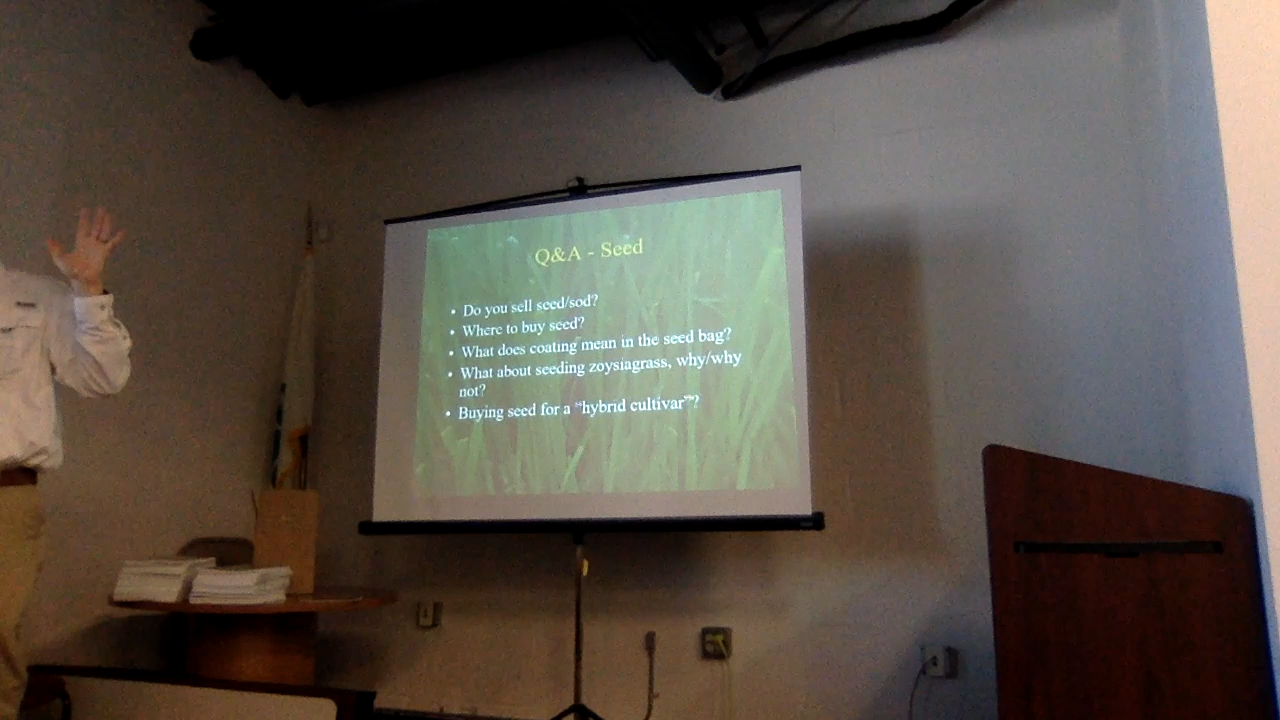 Q&A - Seed
• Do you sell seed/sod?
• Where to buy seed?
• What does coating mean in the seed bag?
• What about seeding zoysiagrass, why/why
not?
• Buying seed for a "hybrid cultivar"?